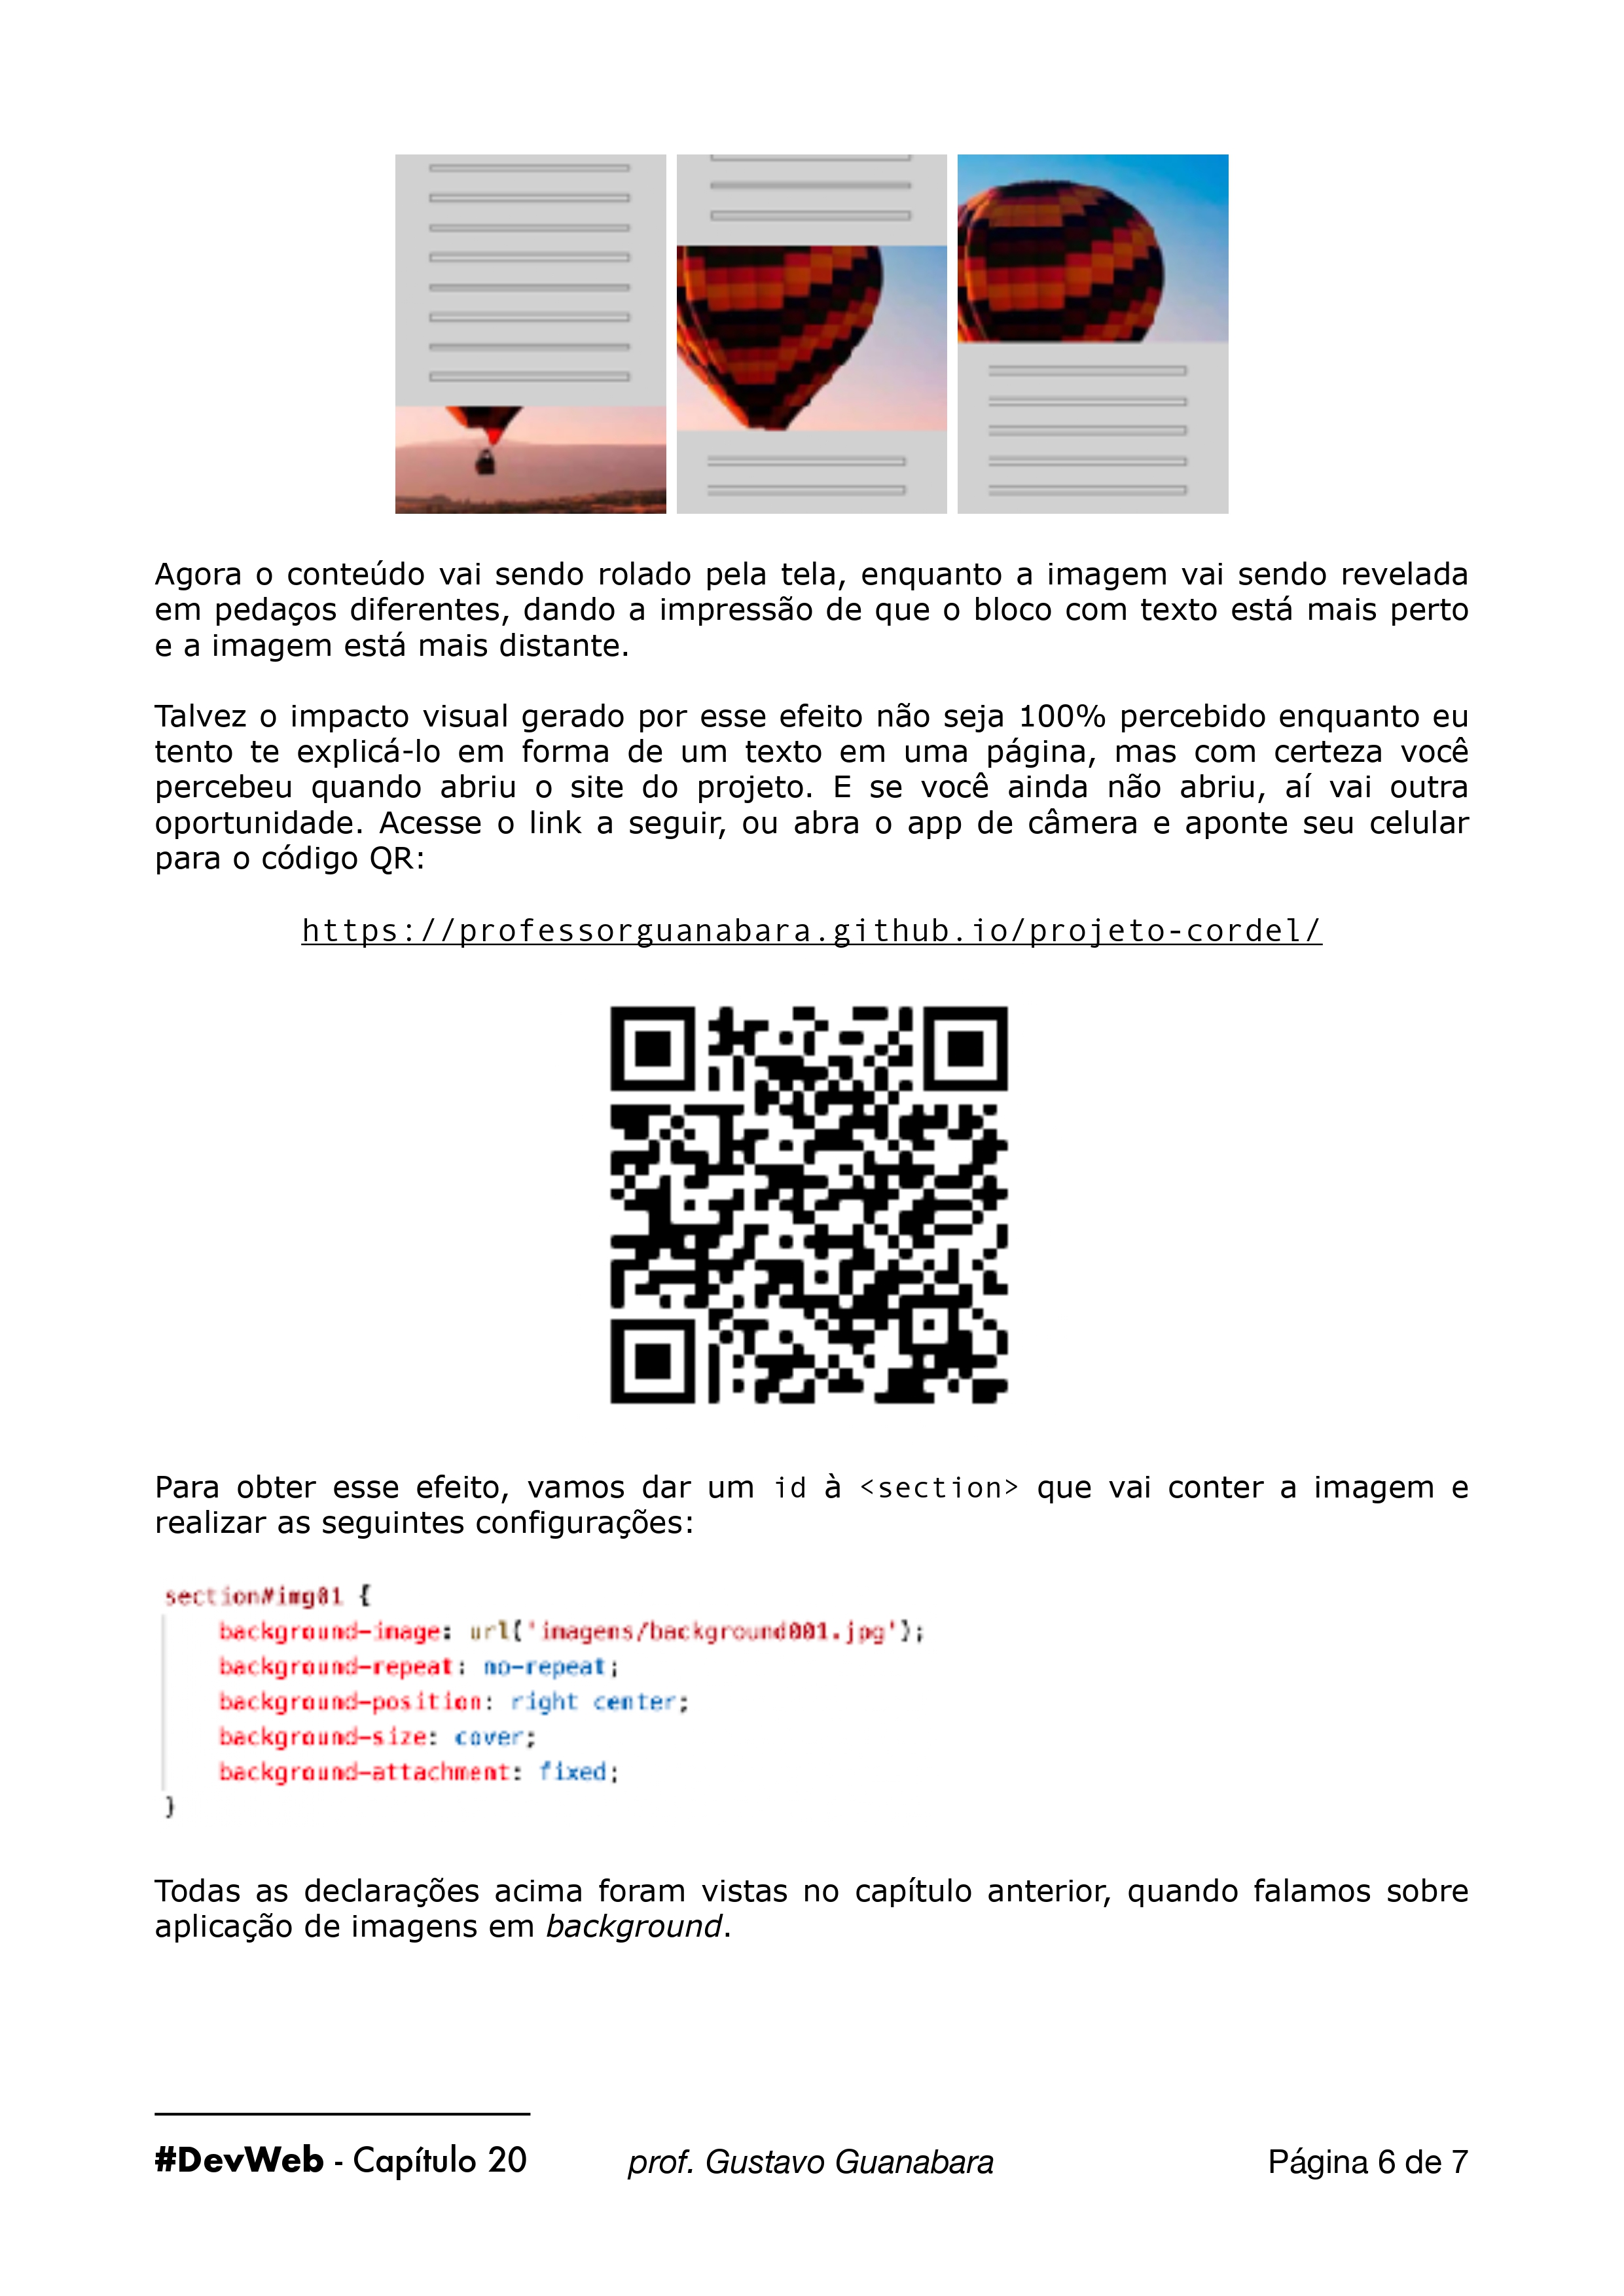 Agora o conteúdo vai sendo rolado pela tela, enquanto a imagem vai sendo revelada
em pedaços diferentes, dando a impressão de que o bloco com texto está mais perto
e a imagem está mais distante.
Talvez o impacto visual gerado por esse efeito não seja 100% percebido enquanto eu
tento te explicá-lo em forma de um texto em uma página, mas com certeza você
percebeu quando abriu o site do projeto. E se você ainda não abriu, aí vai outra
oportunidade. Acesse o link a seguir, ou abra o app de câmera e aponte seu celular
para o código QR:
https://professorguanabara.github.io/projeto-cordel/
Para obter esse efeito, vamos dar um id à <section> que vai conter a imagem e
realizar as seguintes configurações:
section#img01 {
background-image: url('imagens/background001.jpg');
background-repeat: no-repeat;
background-position: right center;
background-size: cover;
background-attachment: fixed;
}
Todas as declarações acima foram vistas no capítulo anterior, quando falamos sobre
aplicação de imagens em background.
#DevWeb - Capítulo 20 prof. Gustavo Guanabara Página 6 de 7